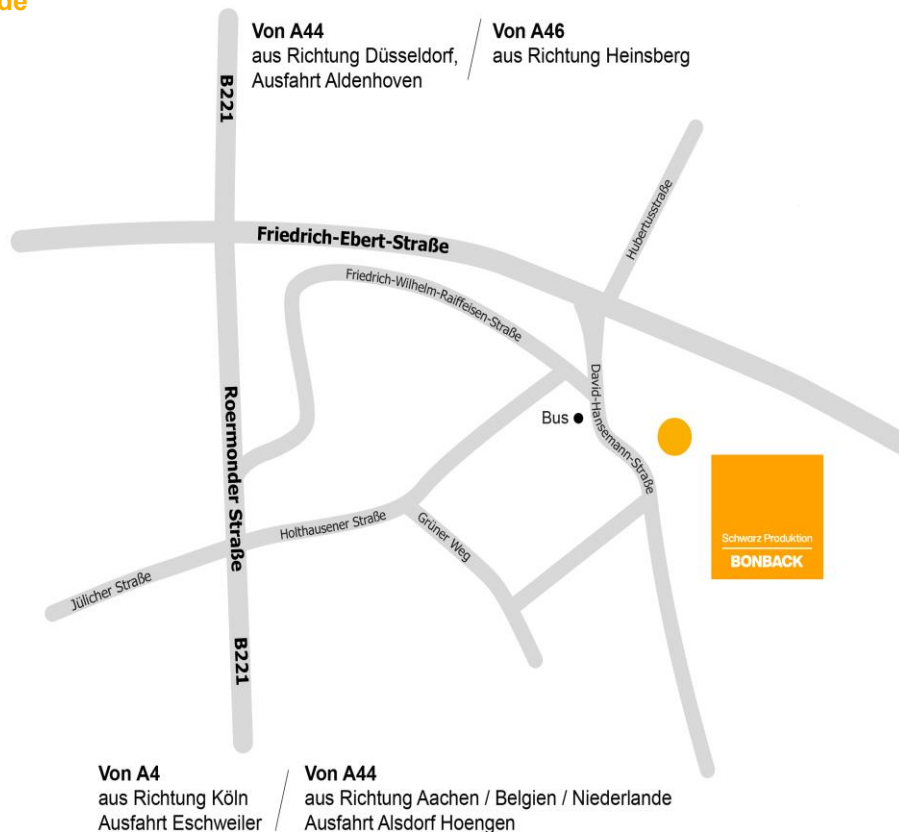 de
Von A44
aus Richtung Düsseldorf,
Ausfahrt Aldenhoven
Von A46
aus Richtung Heinsberg
B221
Hubertusstraße
Friedrich-Ebert-Straße
Friedrich-Wilhelm-Raiffeisen-Straße
David-Hansemann-Straße
Bus
Roermonder Straße
Holthausener Straße
Grüner Weg
Jülicher Straße
Schwarz Produktion
BONBACK
B221
Von A4
aus Richtung Köln
Ausfahrt Eschweiler
Von A44
aus Richtung Aachen / Belgien / Niederlande
Ausfahrt Alsdorf Hoengen